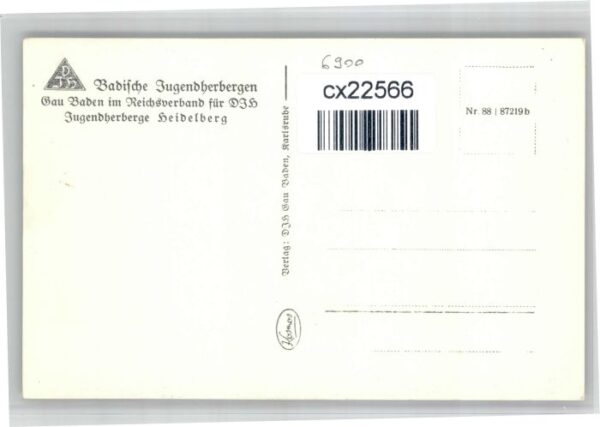 DJH
Badische Jugendherbergen
Gau Baden im Reichsverband für DJH
Jugendherberge Heidelberg
Verlag: DJH Gau Baden, Karlsruhe
Kosmos
6900
cx22566
Nr. 88 | 87219b